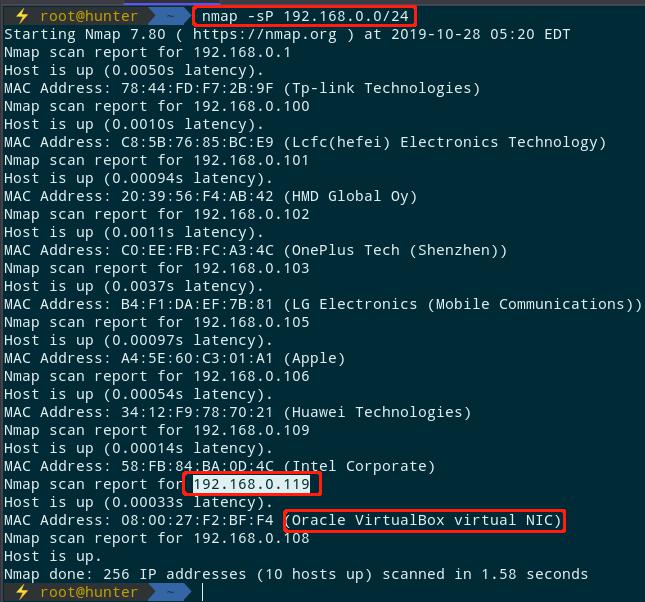 ⚡ root@hunter ~ nmap -sP 192.168.0.0/24
Starting Nmap 7.80 ( https://nmap.org ) at 2019-10-28 05:20 EDT
Nmap scan report for 192.168.0.1
Host is up (0.0050s latency).
MAC Address: 78:44:FD:F7:2B:9F (Tp-link Technologies)
Nmap scan report for 192.168.0.100
Host is up (0.0010s latency).
MAC Address: C8:5B:76:85:BC:E9 (Lcfc(hefei) Electronics Technology)
Nmap scan report for 192.168.0.101
Host is up (0.00094s latency).
MAC Address: 20:39:56:F4:AB:42 (HMD Global Oy)
Nmap scan report for 192.168.0.102
Host is up (0.0011s latency).
MAC Address: C0:EE:FB:FC:A3:4C (OnePlus Tech (Shenzhen))
Nmap scan report for 192.168.0.103
Host is up (0.0037s latency).
MAC Address: B4:F1:DA:EF:7B:81 (LG Electronics (Mobile Communications))
Nmap scan report for 192.168.0.105
Host is up (0.00097s latency).
MAC Address: A4:5E:60:C3:01:A1 (Apple)
Nmap scan report for 192.168.0.106
Host is up (0.00054s latency).
MAC Address: 34:12:F9:78:70:21 (Huawei Technologies)
Nmap scan report for 192.168.0.109
Host is up (0.00014s latency).
MAC Address: 58:FB:84:BA:0D:4C (Intel Corporate)
Nmap scan report for 192.168.0.119
Host is up (0.00033s latency).
MAC Address: 08:00:27:F2:BF:F4 (Oracle VirtualBox virtual NIC)
Nmap scan report for 192.168.0.108
Host is up.
Nmap done: 256 IP addresses (10 hosts up) scanned in 1.58 seconds
⚡ root@hunter ~